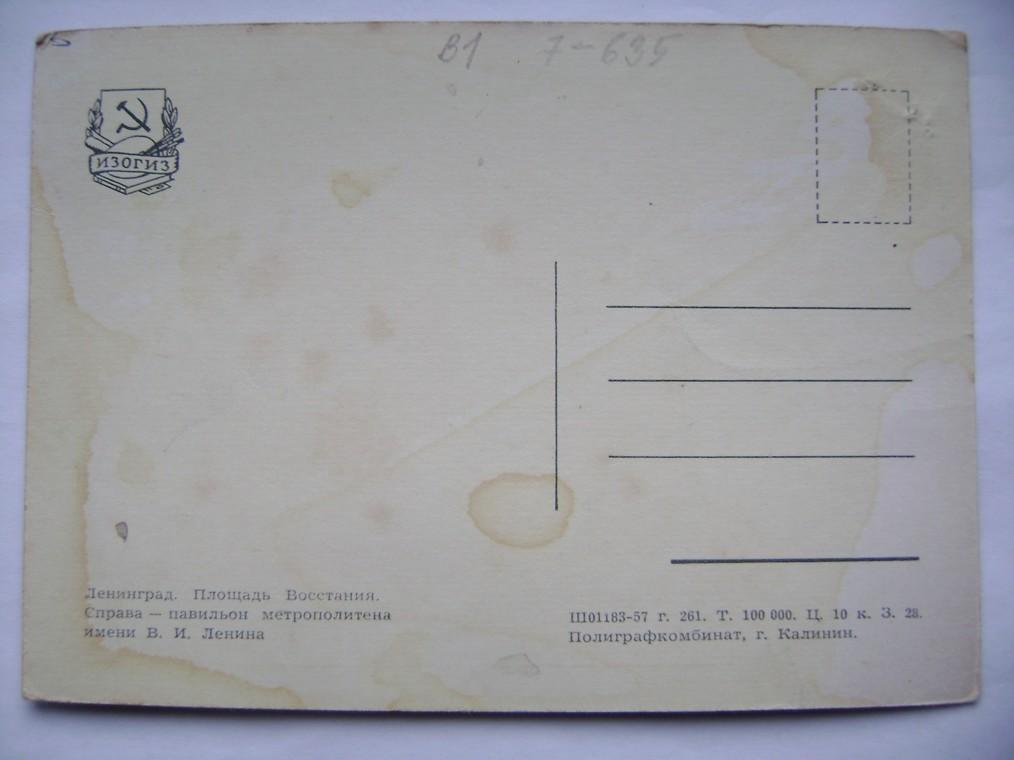 В1 7-635
ИЗОГИЗ
Ленинград. Площадь Восстания.
Справа — павильон метрополитена
имени В. И. Ленина
Ш01183-57 г. 261. Т. 100 000. Ц. 10 к. З. 28.
Полиграфкомбинат, г. Калинин.